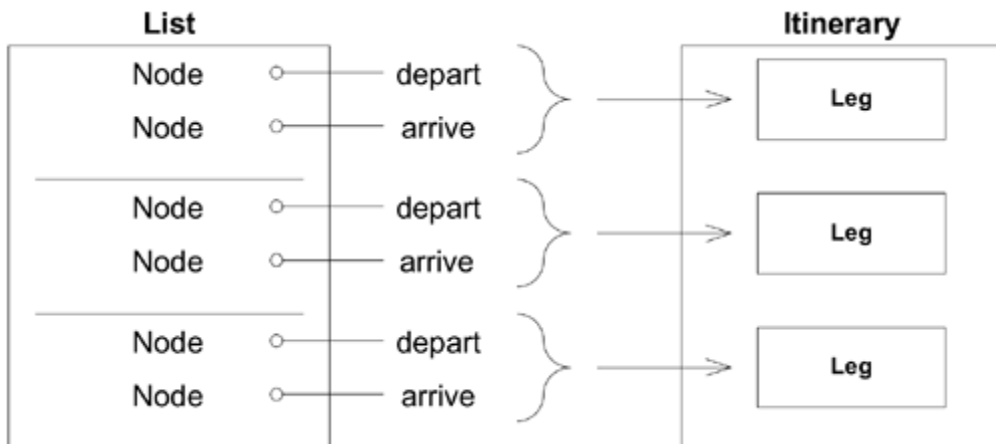 List
Itinerary
Node depart
Node arrive
Leg
Node depart
Node arrive
Leg
Node depart
Node arrive
Leg